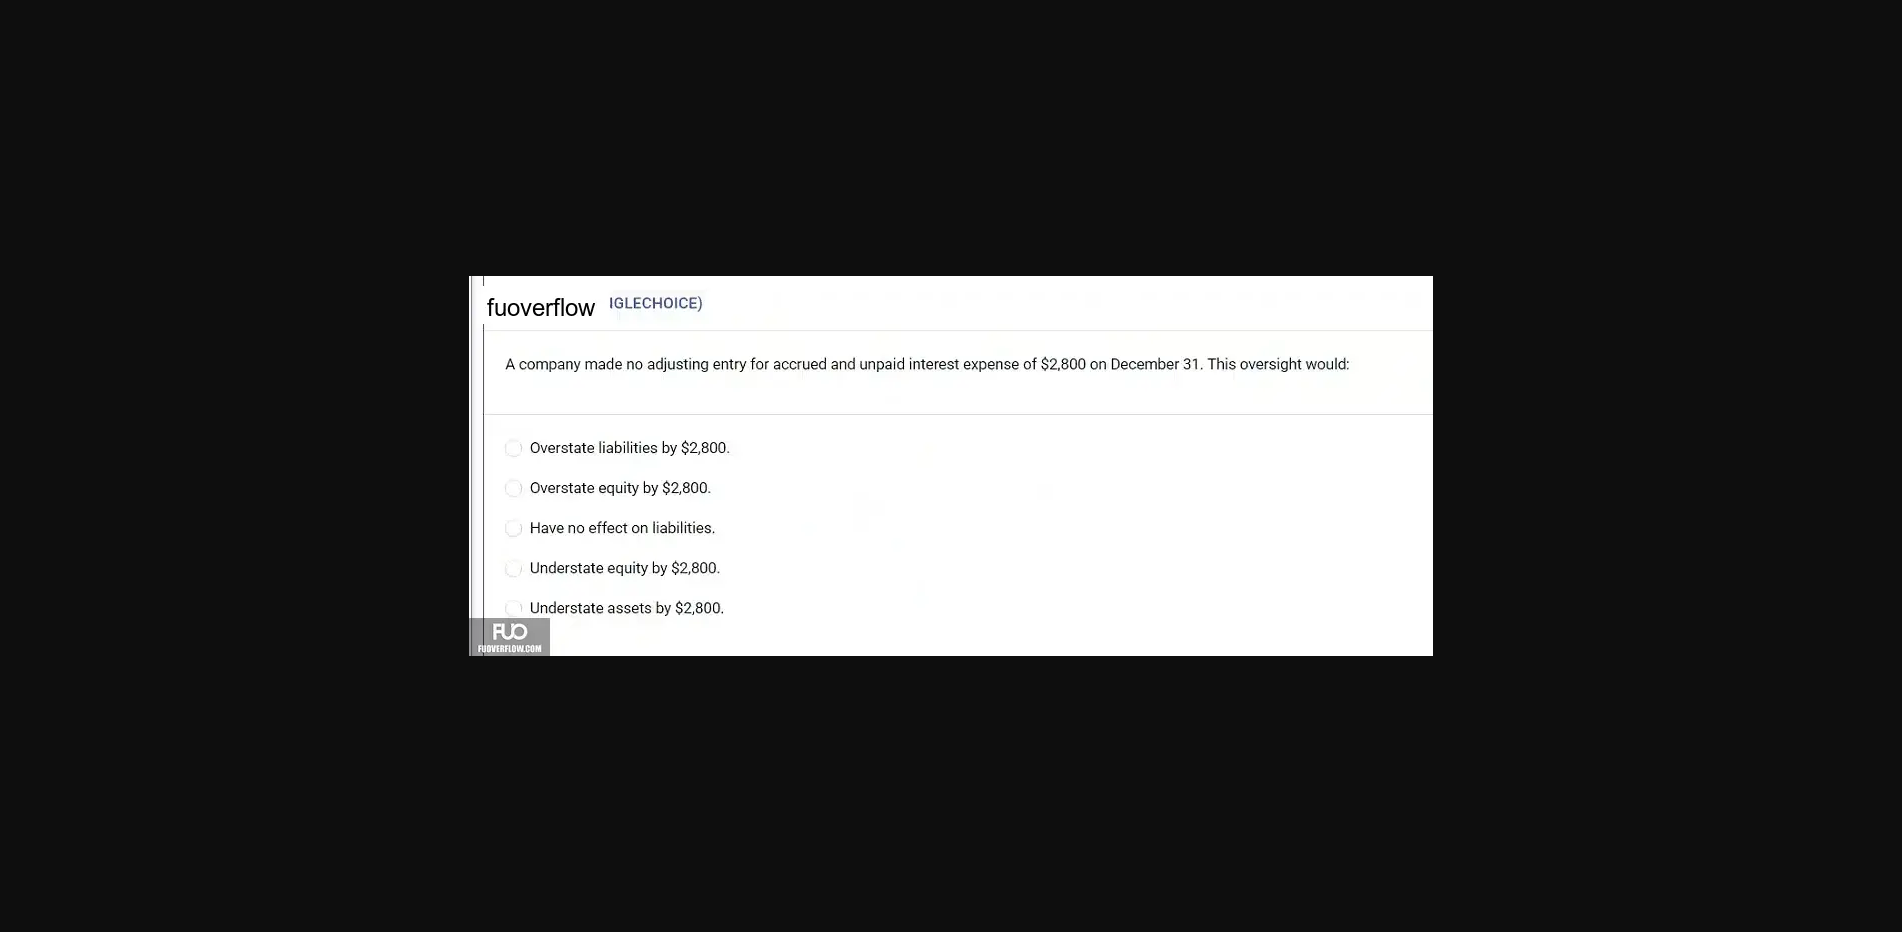 fuoverflow IGLECHOICE)
A company made no adjusting entry for accrued and unpaid interest expense of $2,800 on December 31. This oversight would:
Overstate liabilities by $2,800.
Overstate equity by $2,800.
Have no effect on liabilities.
Understate equity by $2,800.
Understate assets by $2,800.
FUO
FUOVERFLOW.COM